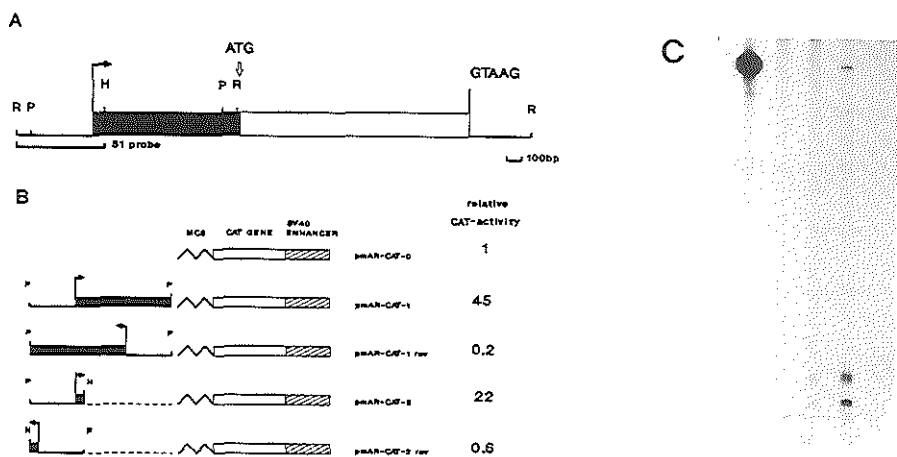 A
ATG
GTAAG
H
P R
R P
R
S1 probe
100bp
B
relative
CAT-activity
MCS CAT GENE SV40 ENHANCER
pmAR-CAT-0 1
P P
pmAR-CAT-1 45
P P
pmAR-CAT-1 rev 0.2
P H
pmAR-CAT-2 22
H P
pmAR-CAT-2 rev 0.6
C